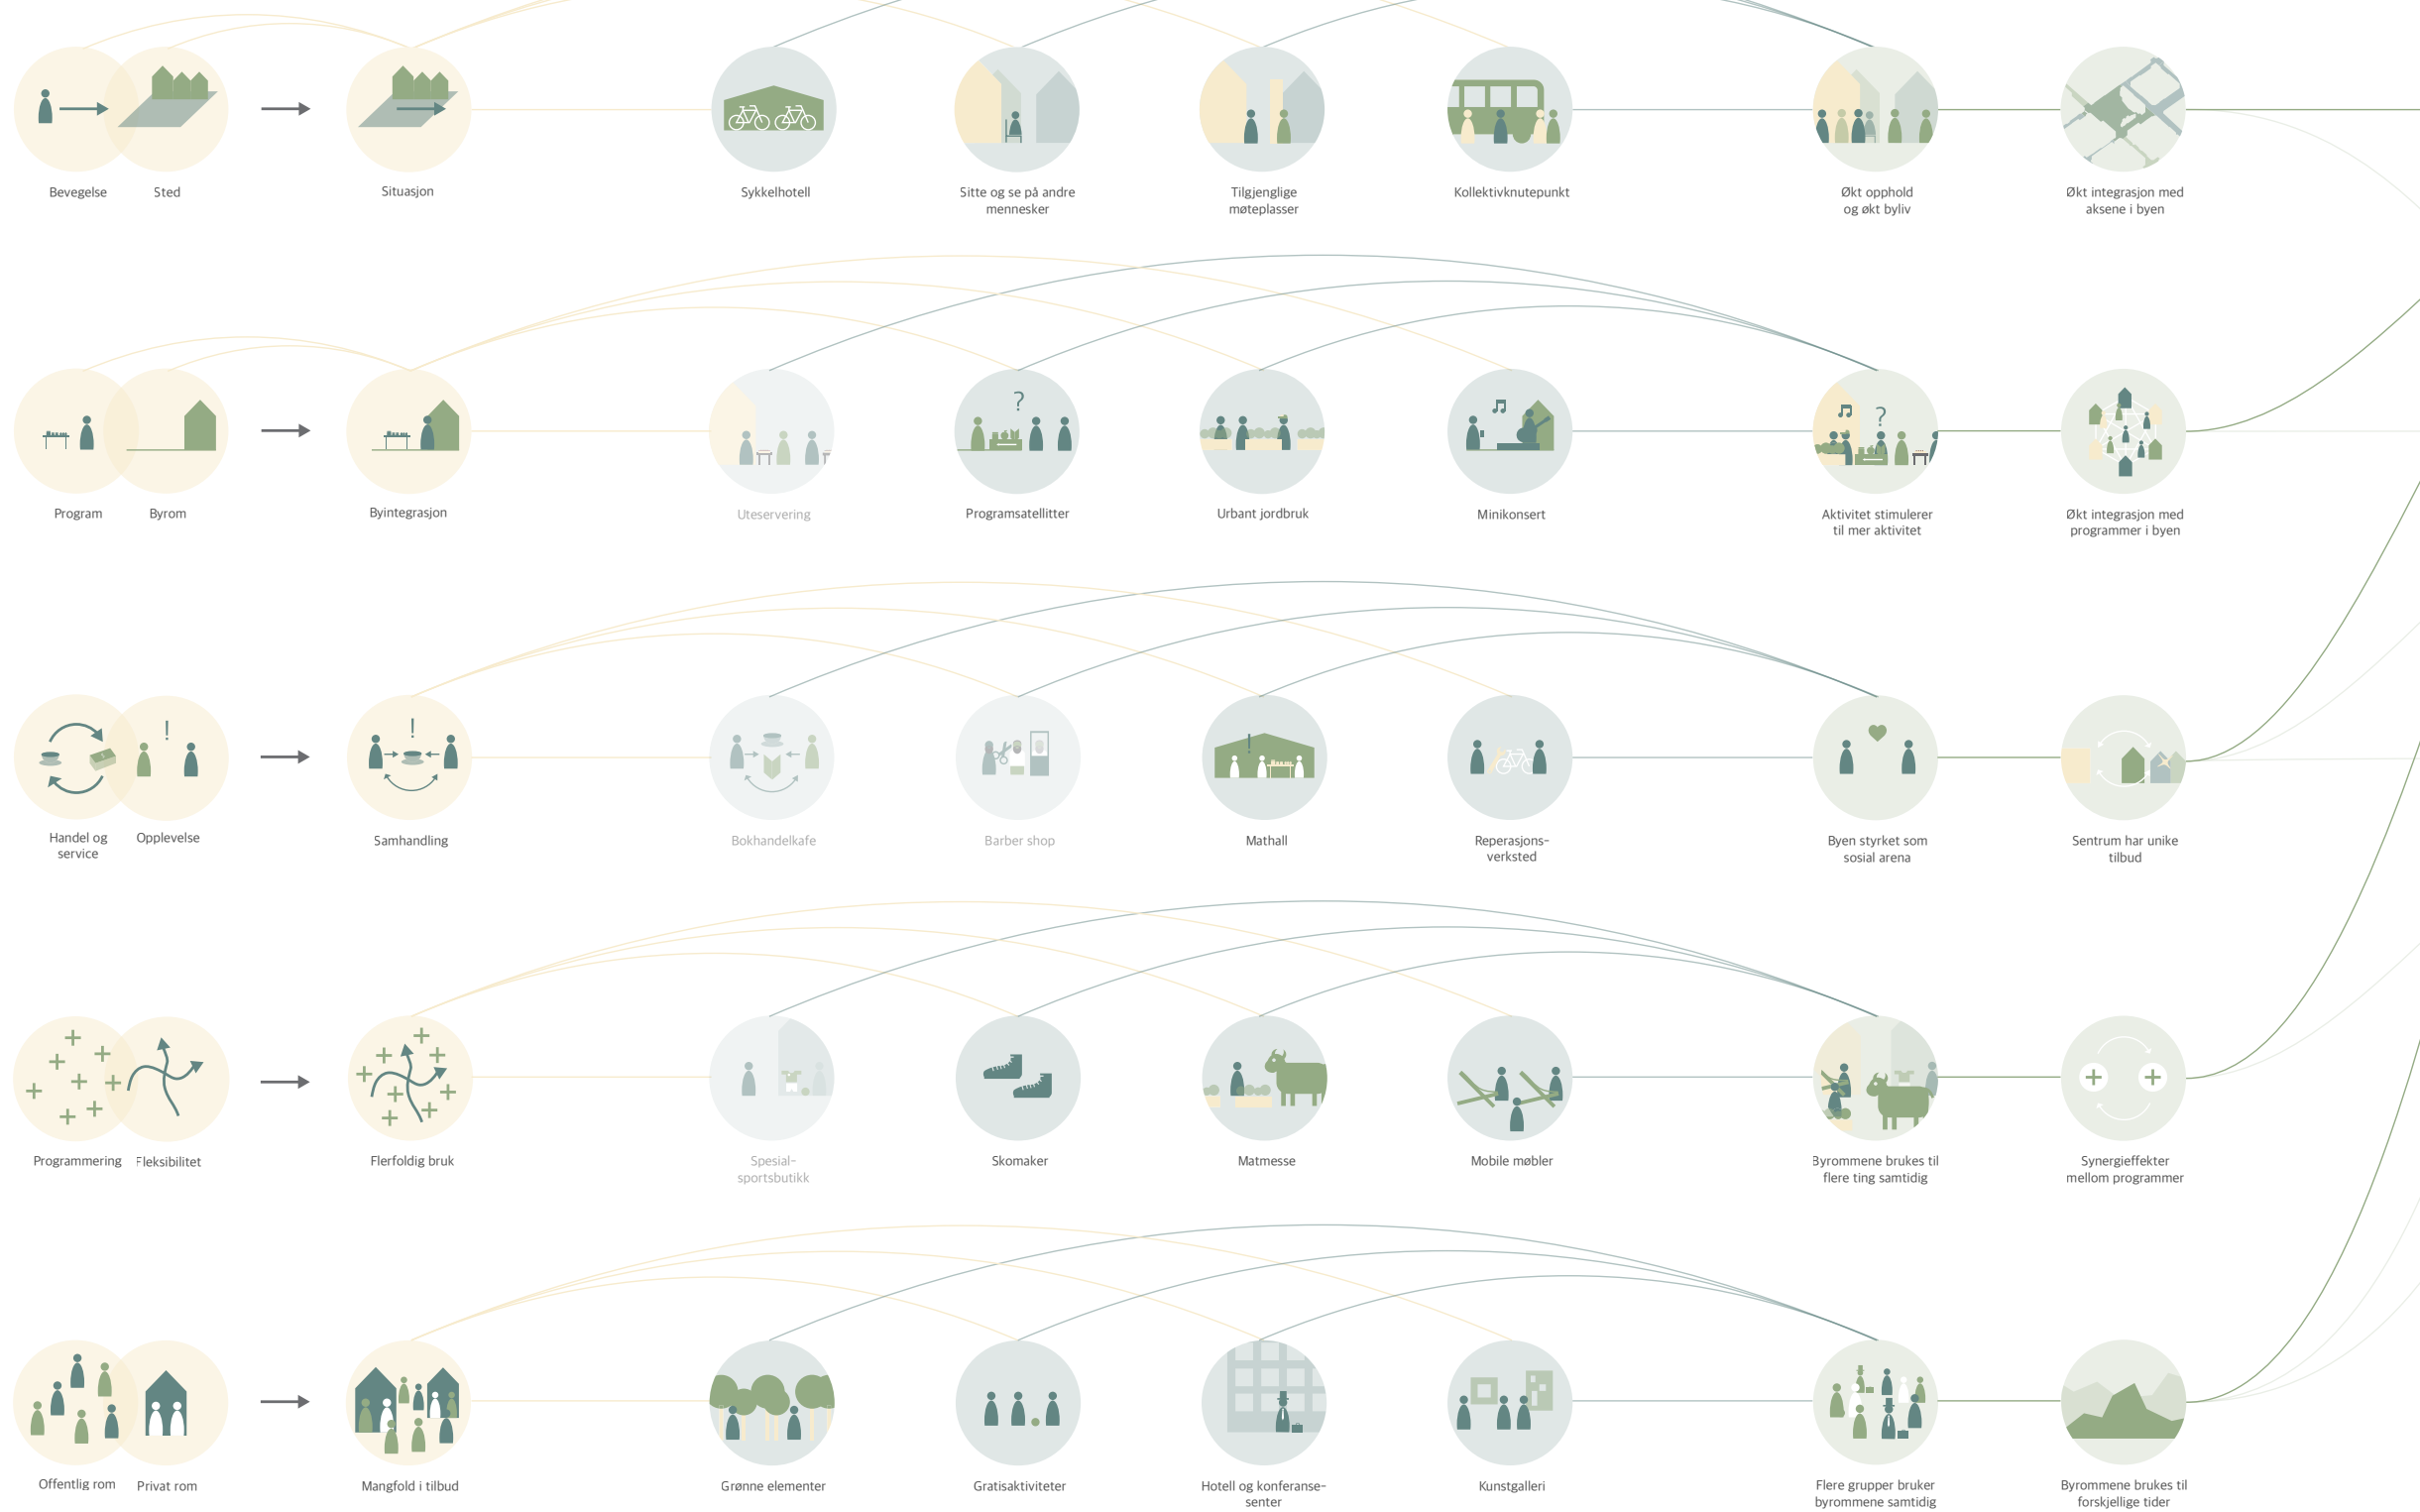 Bevegelse
Sted
Situasjon
Sykkelhotell
Sitte og se på andre
mennesker
Tilgjenglige
møteplasser
Kollektivknutepunkt
Økt opphold
og økt byliv
Økt integrasjon med
aksene i byen
Program
Byrom
Byintegrasjon
Uteservering
?
Programsatellitter
Urbant jordbruk
Minikonsert
?
Aktivitet stimulerer
til mer aktivitet
Økt integrasjon med
programmer i byen
Handel og
service
!
Opplevelse
!
Samhandling
Bokhandelkafe
Barber shop
!
Mathall
Reperasjons-
verksted
Byen styrket som
sosial arena
Sentrum har unike
tilbud
Programmering
Fleksibilitet
Flerfoldig bruk
Spesial-
sportsbutikk
Skomaker
Matmesse
Mobile møbler
Byrommene brukes til
flere ting samtidig
Synergieffekter
mellom programmer
Offentlig rom
Privat rom
Mangfold i tilbud
Grønne elementer
Gratisaktiviteter
Hotell og konferanse-
senter
Kunstgalleri
Flere grupper bruker
byrommene samtidig
Byrommene brukes til
forskjellige tider